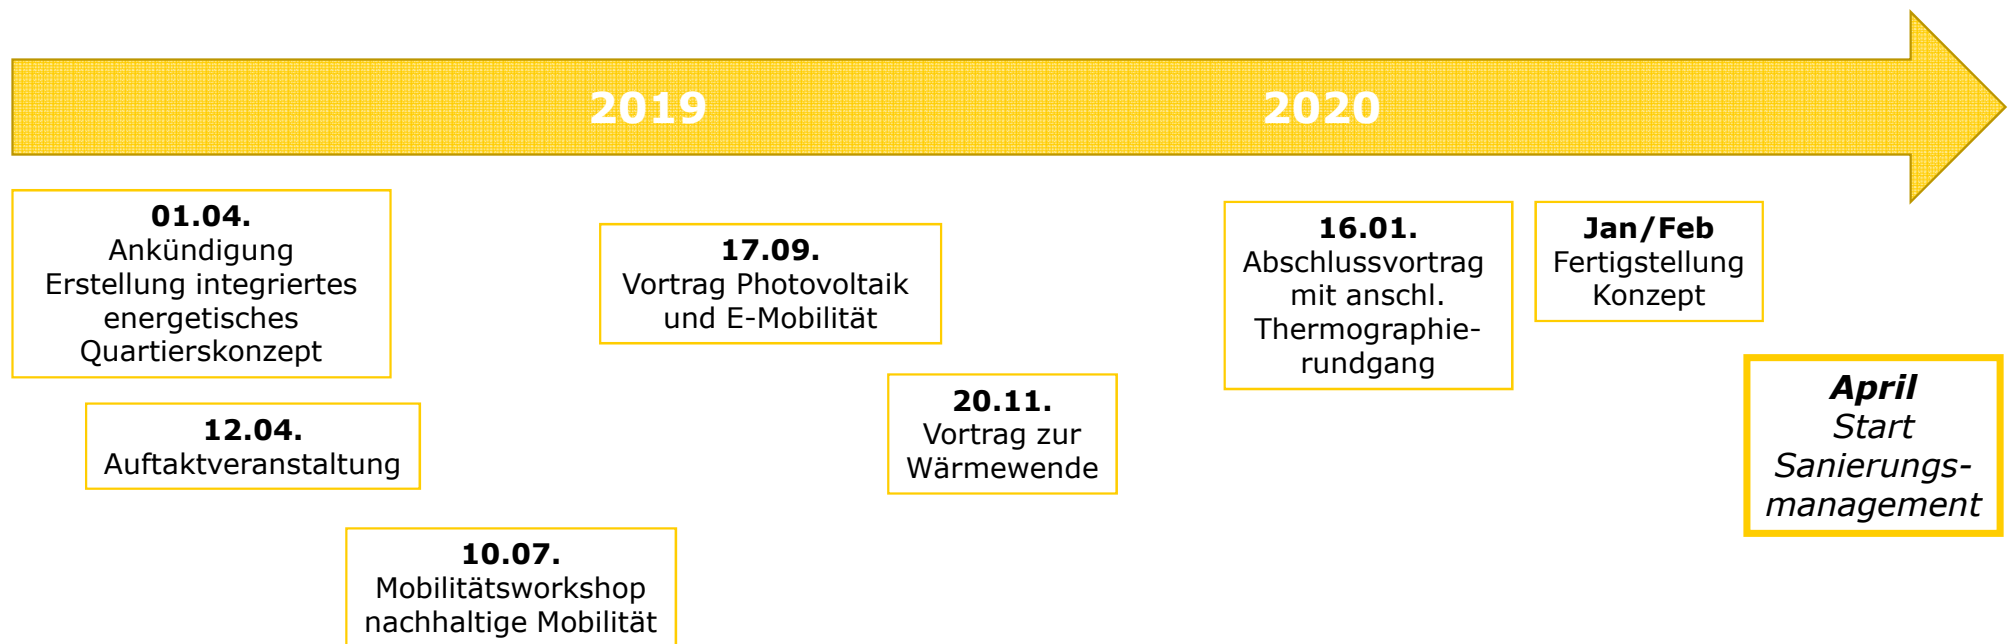 2019
2020
01.04.
Ankündigung
Erstellung integriertes
energetisches
Quartierskonzept
12.04.
Auftaktveranstaltung
10.07.
Mobilitätsworkshop
nachhaltige Mobilität
17.09.
Vortrag Photovoltaik
und E-Mobilität
20.11.
Vortrag zur
Wärmewende
16.01.
Abschlussvortrag
mit anschl.
Thermographie-
rundgang
Jan/Feb
Fertigstellung
Konzept
April
Start
Sanierungs-
management